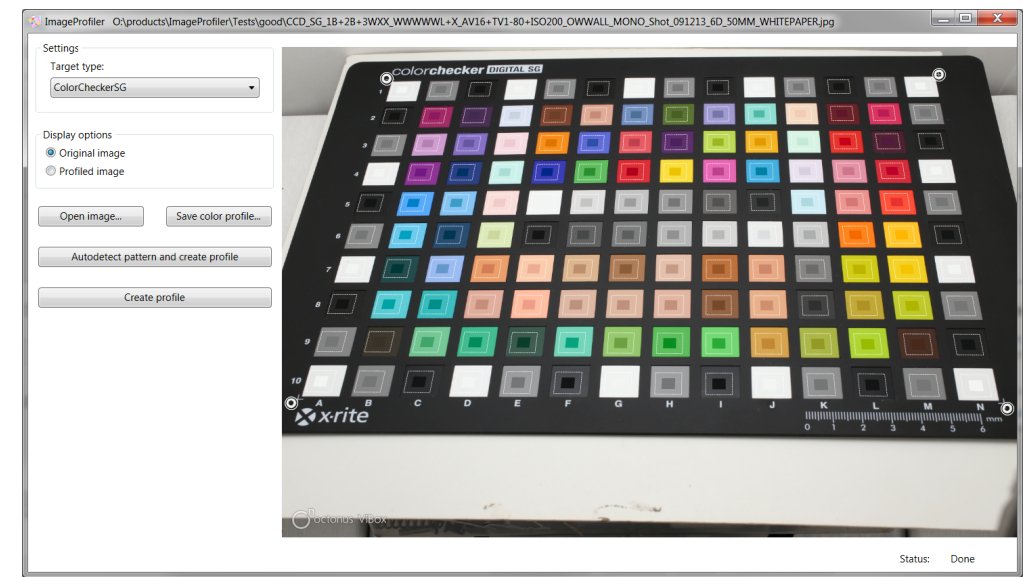 ImageProfiler O:\products\ImageProfiler\Tests\good\CCD_SG_1B+2B+3WXX_WWWWWL+X_AV16+TV1-80+ISO200_OWWALL_MONO_Shot_091213_6D_50MM_WHITEPAPER.jpg
Settings
Target type:
ColorCheckerSG
Display options
Original image
Profiled image
Open image...
Save color profile...
Autodetect pattern and create profile
Create profile
colorchecker DIGITAL SG
1
2
3
4
5
6
7
8
9
10
A B C D E F G H I J K L M N
x-rite
mm
0 1 2 3 4 5 6
octonus ViBox
Status: Done